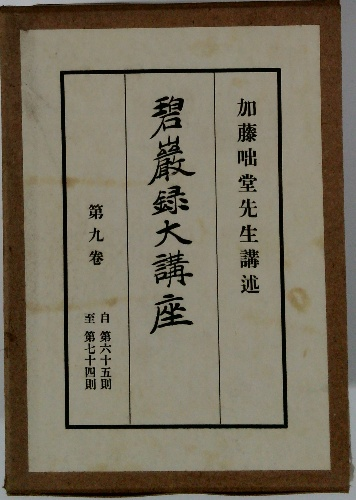 加藤咄堂先生講述
碧巖録大講座
第九卷
自 第六十五則
至 第七十四則